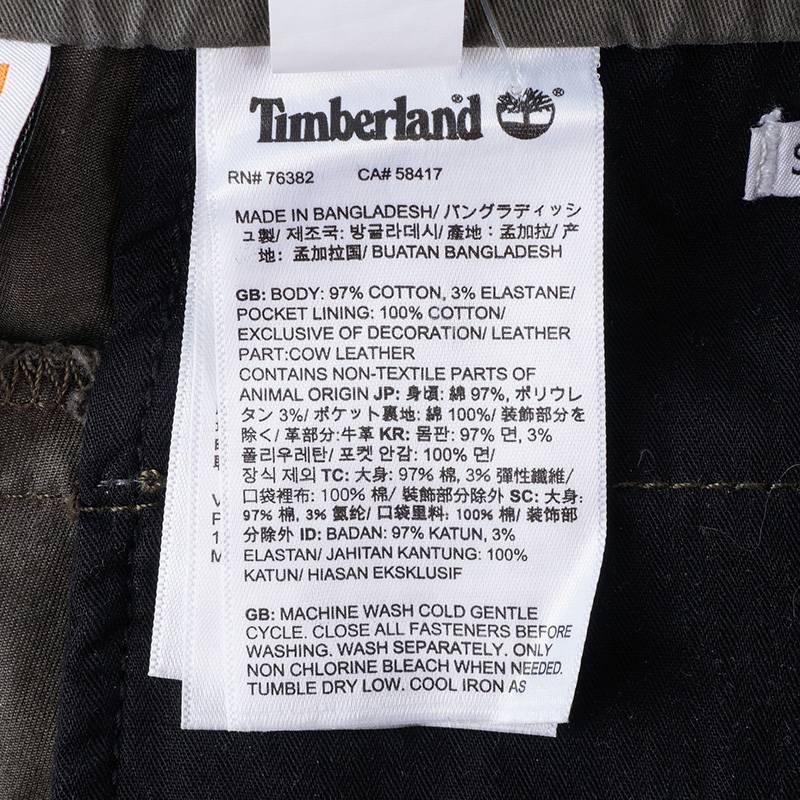 Timberland®
RN# 76382 CA# 58417
MADE IN BANGLADESH/ バングラディッシ
ュ製/ 제조국: 방글라데시/ 產地：孟加拉/ 产
地：孟加拉国/ BUATAN BANGLADESH
GB: BODY: 97% COTTON, 3% ELASTANE/
POCKET LINING: 100% COTTON/
EXCLUSIVE OF DECORATION/ LEATHER
PART:COW LEATHER
CONTAINS NON-TEXTILE PARTS OF
ANIMAL ORIGIN JP: 身頃: 綿 97%, ポリウレ
タン 3%/ ポケット裏地: 綿 100%/ 装飾部分を
除く/ 革部分:牛革 KR: 몸판: 97% 면, 3%
폴리우레탄/ 포켓 안감: 100% 면/
장식 제외 TC: 大身: 97% 棉, 3% 彈性纖維/
口袋裡布: 100% 棉/ 裝飾部分除外 SC: 大身:
97% 棉, 3% 氨纶/ 口袋里料: 100% 棉/ 装饰部
分除外 ID: BADAN: 97% KATUN, 3%
ELASTAN/ JAHITAN KANTUNG: 100%
KATUN/ HIASAN EKSKLUSIF
GB: MACHINE WASH COLD GENTLE
CYCLE. CLOSE ALL FASTENERS BEFORE
WASHING. WASH SEPARATELY. ONLY
NON CHLORINE BLEACH WHEN NEEDED.
TUMBLE DRY LOW. COOL IRON AS